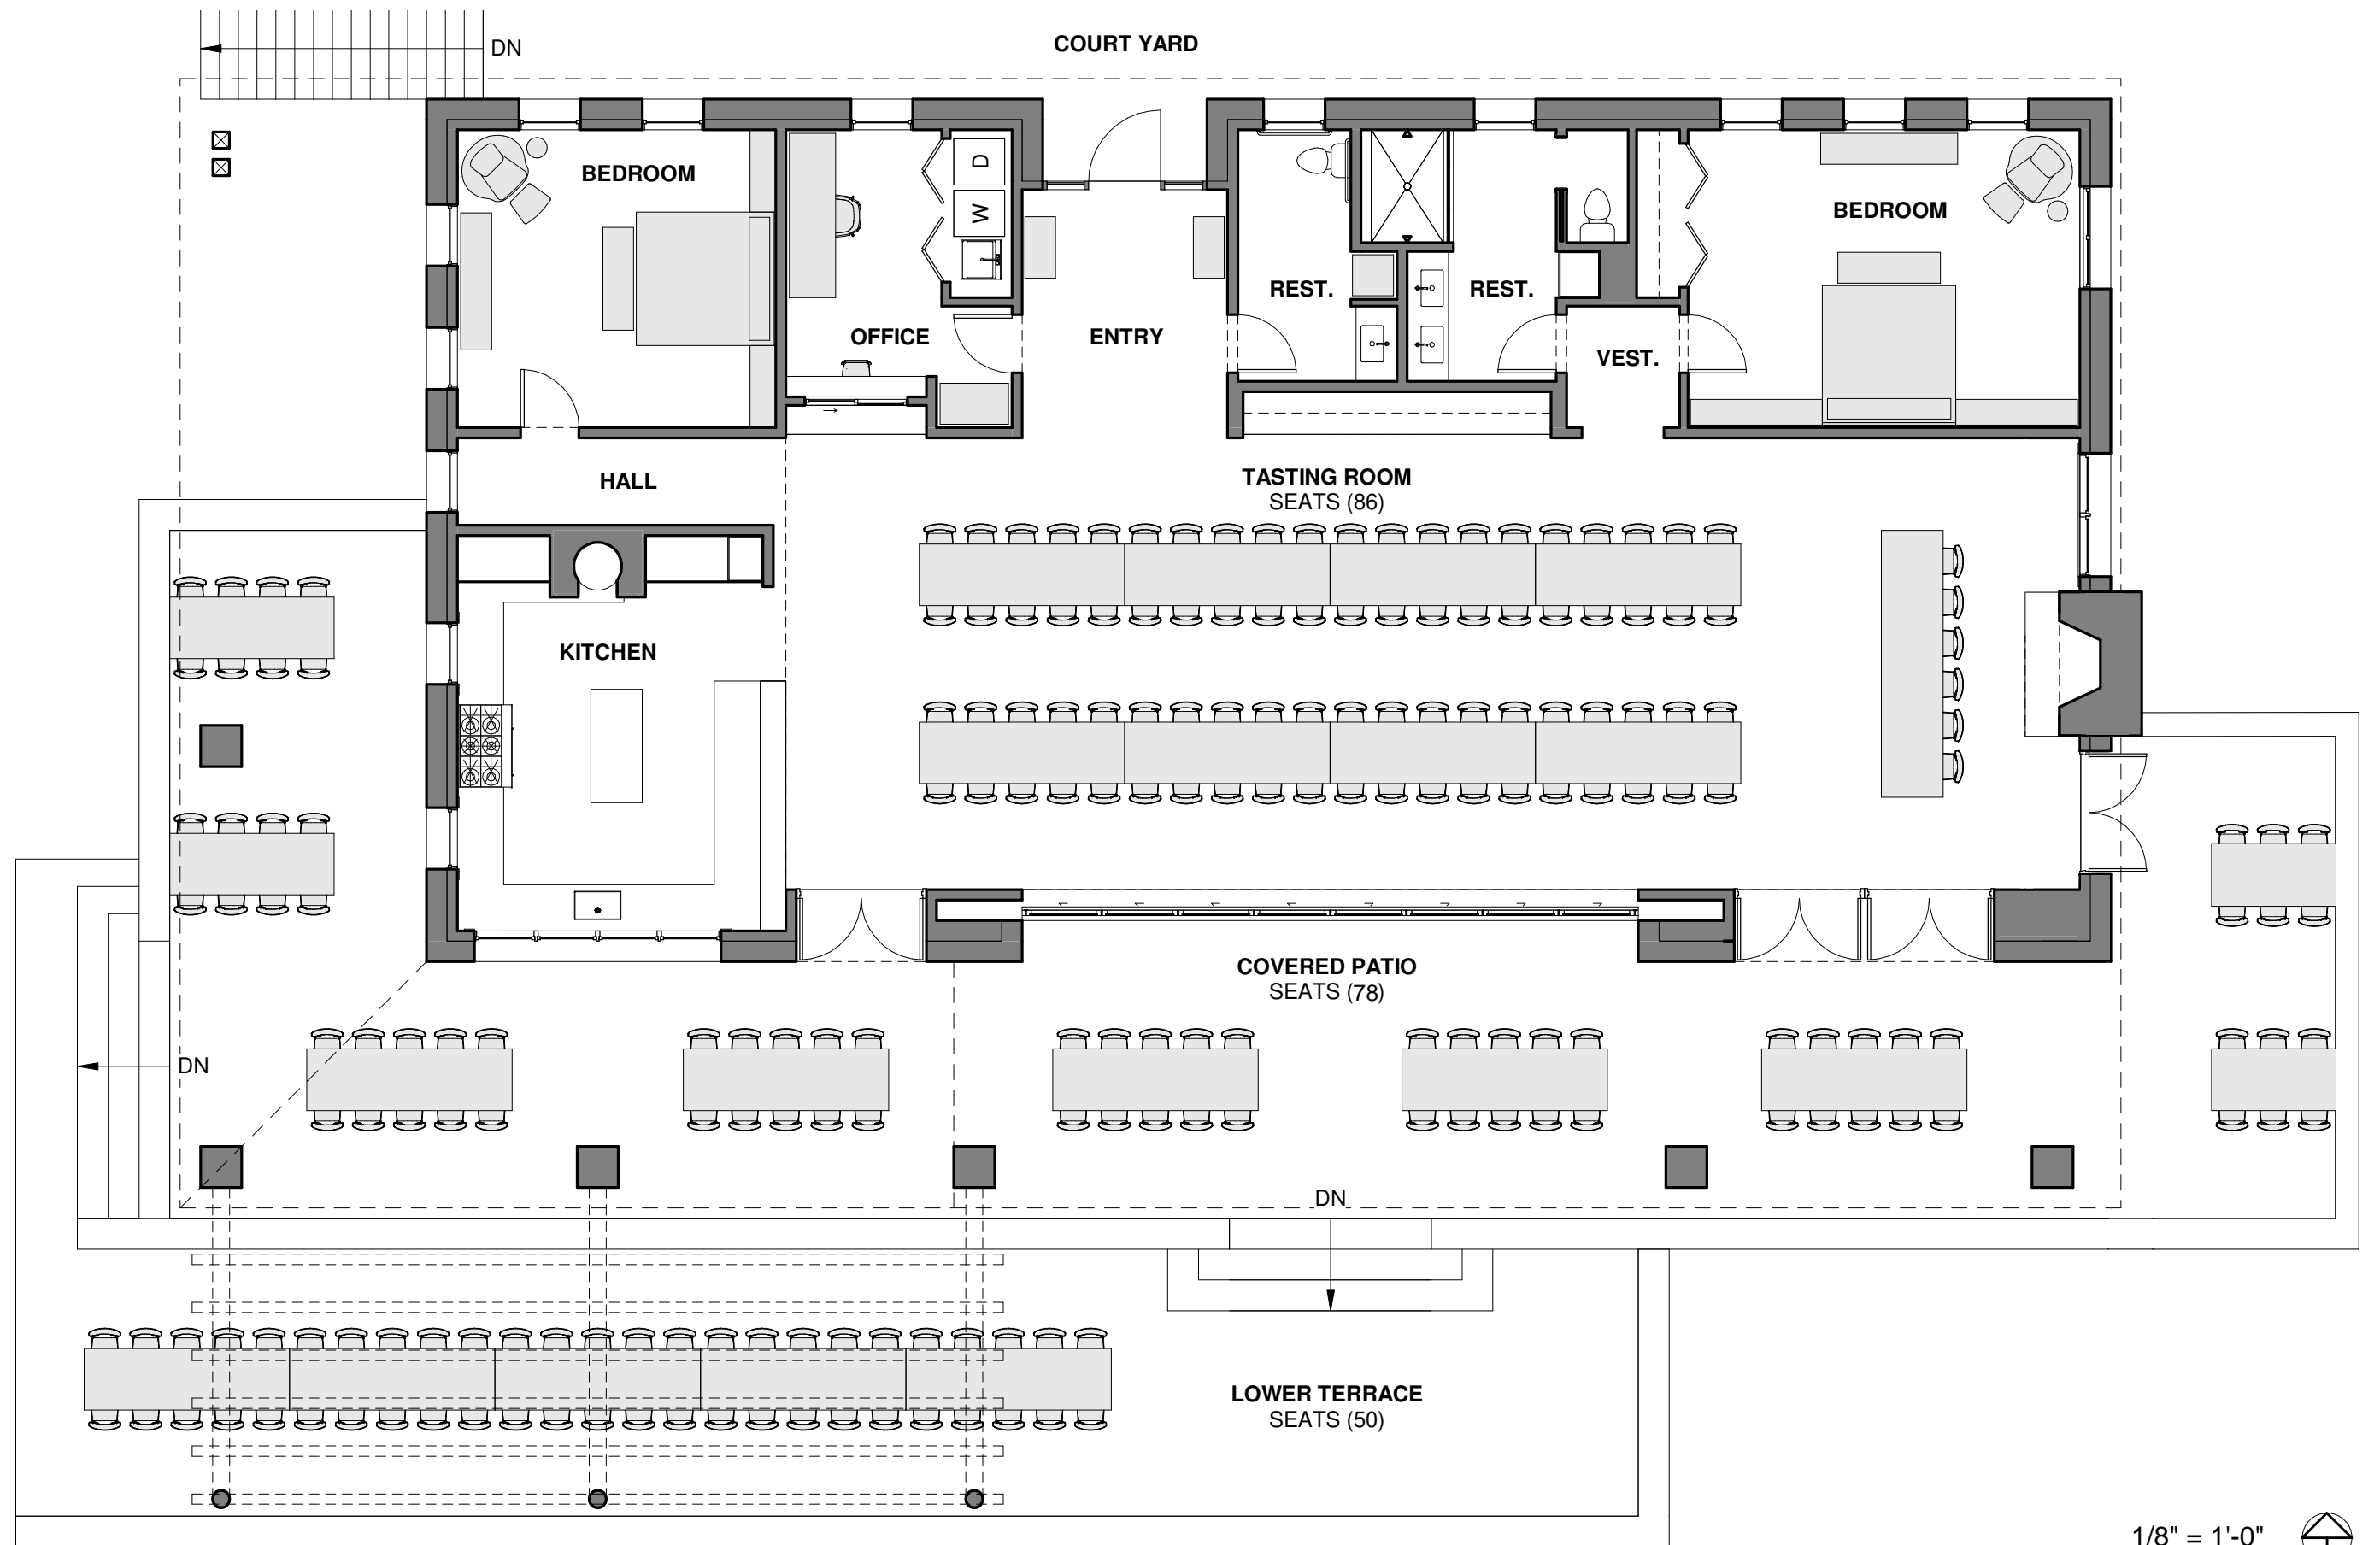 COURT YARD
DN
BEDROOM
D
W
BEDROOM
REST.
REST.
OFFICE
ENTRY
VEST.
HALL
TASTING ROOM
SEATS (86)
KITCHEN
COVERED PATIO
SEATS (78)
DN
DN
LOWER TERRACE
SEATS (50)
1/8" = 1'-0"